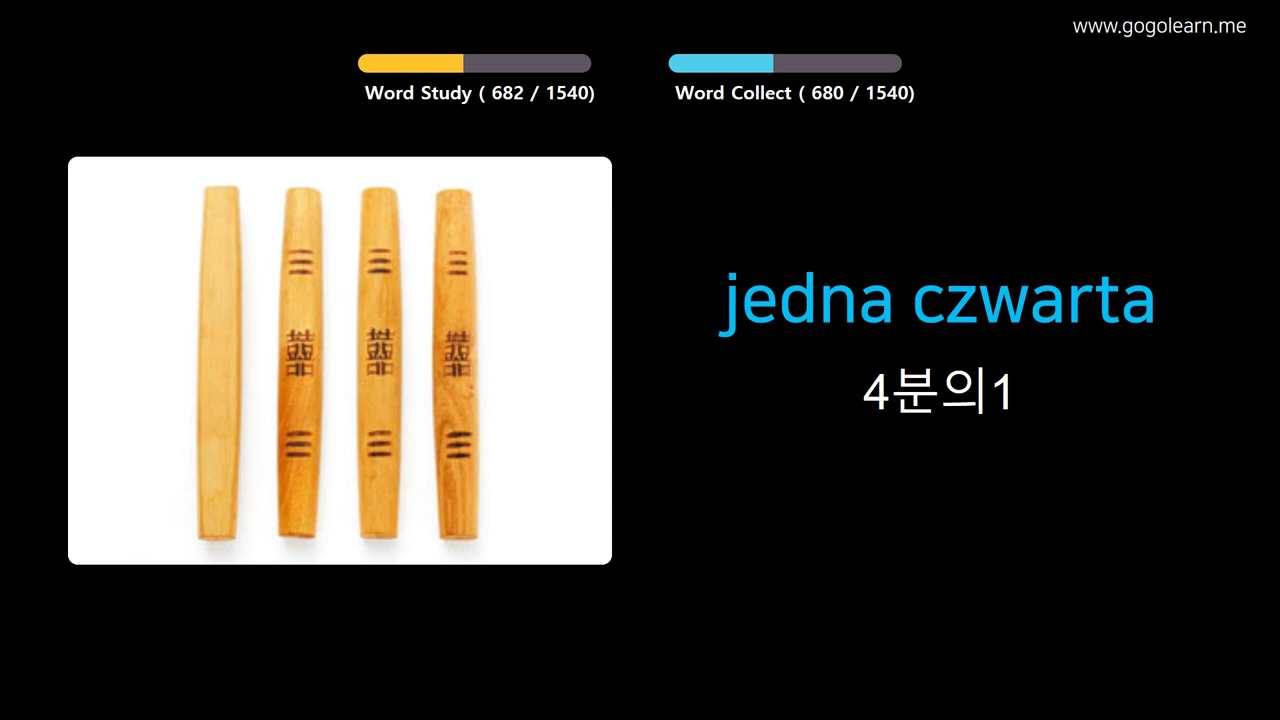 www.gogolearn.me
Word Study ( 682 / 1540)
Word Collect ( 680 / 1540)
jedna czwarta
4분의1